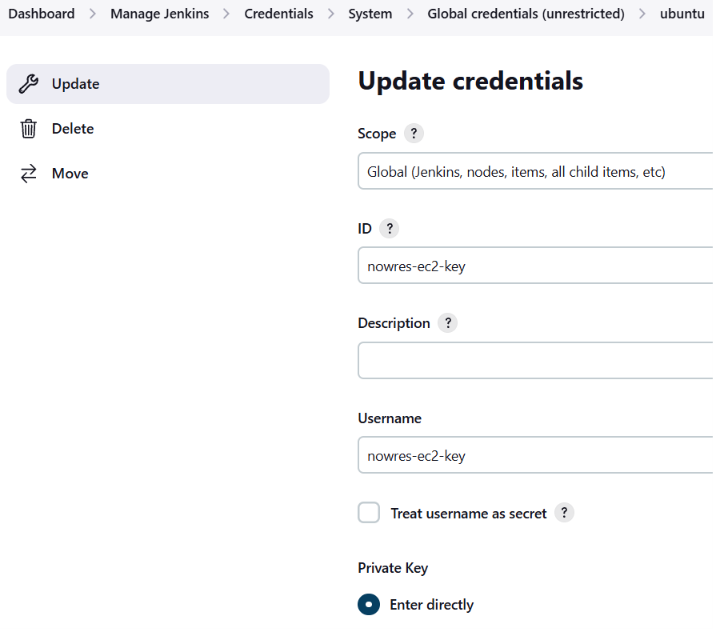 Dashboard > Manage Jenkins > Credentials > System > Global credentials (unrestricted) > ubuntu
Update
Delete
Move
Update credentials
Scope ?
Global (Jenkins, nodes, items, all child items, etc)
ID ?
nowres-ec2-key
Description ?
Username
nowres-ec2-key
Treat username as secret ?
Private Key
Enter directly